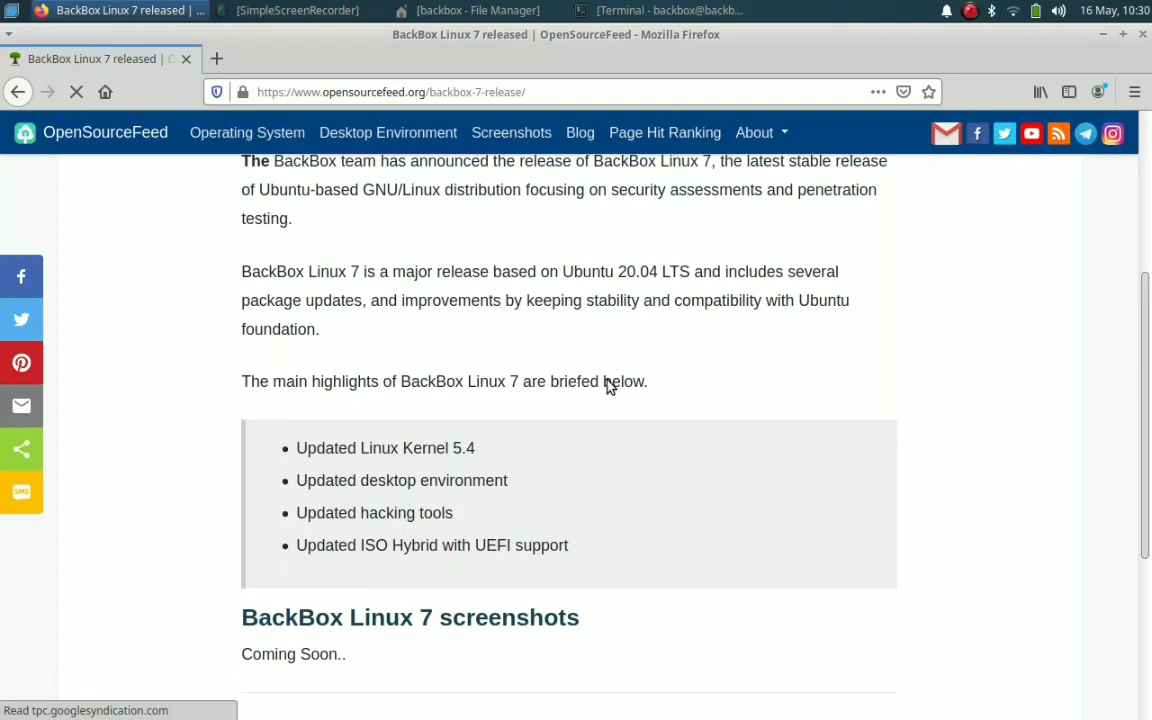 BackBox Linux 7 released | ...
[SimpleScreenRecorder]
[backbox - File Manager]
[Terminal - backbox@backb...
16 May, 10:30
BackBox Linux 7 released | OpenSourceFeed - Mozilla Firefox
BackBox Linux 7 released |
https://www.opensourcefeed.org/backbox-7-release/
OpenSourceFeed
Operating System
Desktop Environment
Screenshots
Blog
Page Hit Ranking
About
The BackBox team has announced the release of BackBox Linux 7, the latest stable release
of Ubuntu-based GNU/Linux distribution focusing on security assessments and penetration
testing.
BackBox Linux 7 is a major release based on Ubuntu 20.04 LTS and includes several
package updates, and improvements by keeping stability and compatibility with Ubuntu
foundation.
The main highlights of BackBox Linux 7 are briefed below.
Updated Linux Kernel 5.4
Updated desktop environment
Updated hacking tools
Updated ISO Hybrid with UEFI support
SMS
BackBox Linux 7 screenshots
Coming Soon..
Read tpc.googlesyndication.com